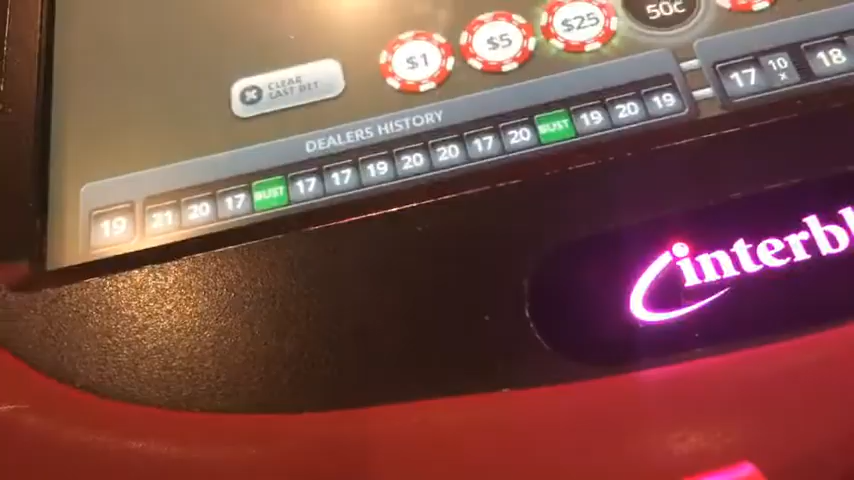 $1 $5 $25 50c
CLEAR
LAST BET
DEALERS HISTORY
19 21 20 17 BUST 17 17 19 20 20 17 20 BUST 19 20 19
17 10 x 18
interbl